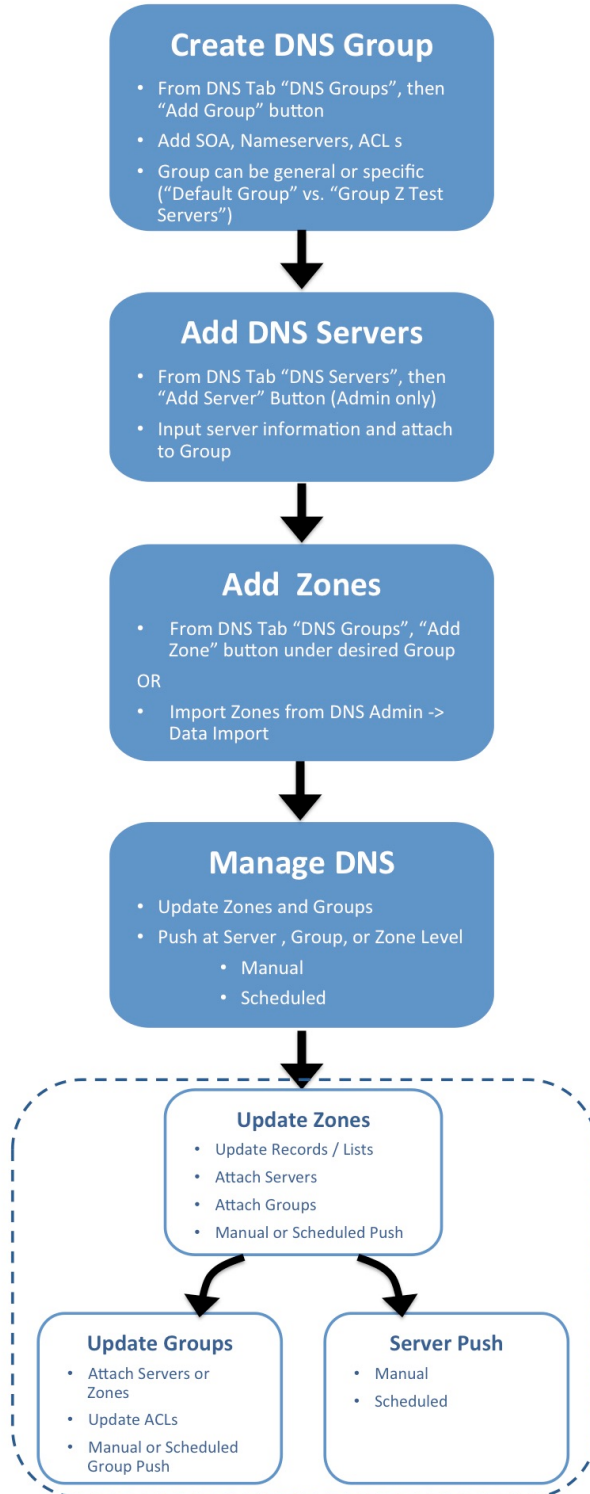 Create DNS Group
• From DNS Tab “DNS Groups”, then
“Add Group” button
• Add SOA, Nameservers, ACL s
• Group can be general or specific
(“Default Group” vs. “Group Z Test
Servers”)
Add DNS Servers
• From DNS Tab “DNS Servers”, then
“Add Server” Button (Admin only)
• Input server information and attach
to Group
Add Zones
• From DNS Tab “DNS Groups”, “Add
Zone” button under desired Group
OR
• Import Zones from DNS Admin ->
Data Import
Manage DNS
• Update Zones and Groups
• Push at Server , Group, or Zone Level
• Manual
• Scheduled
Update Zones
• Update Records / Lists
• Attach Servers
• Attach Groups
• Manual or Scheduled Push
Update Groups
• Attach Servers or
Zones
• Update ACLs
• Manual or Scheduled
Group Push
Server Push
• Manual
• Scheduled